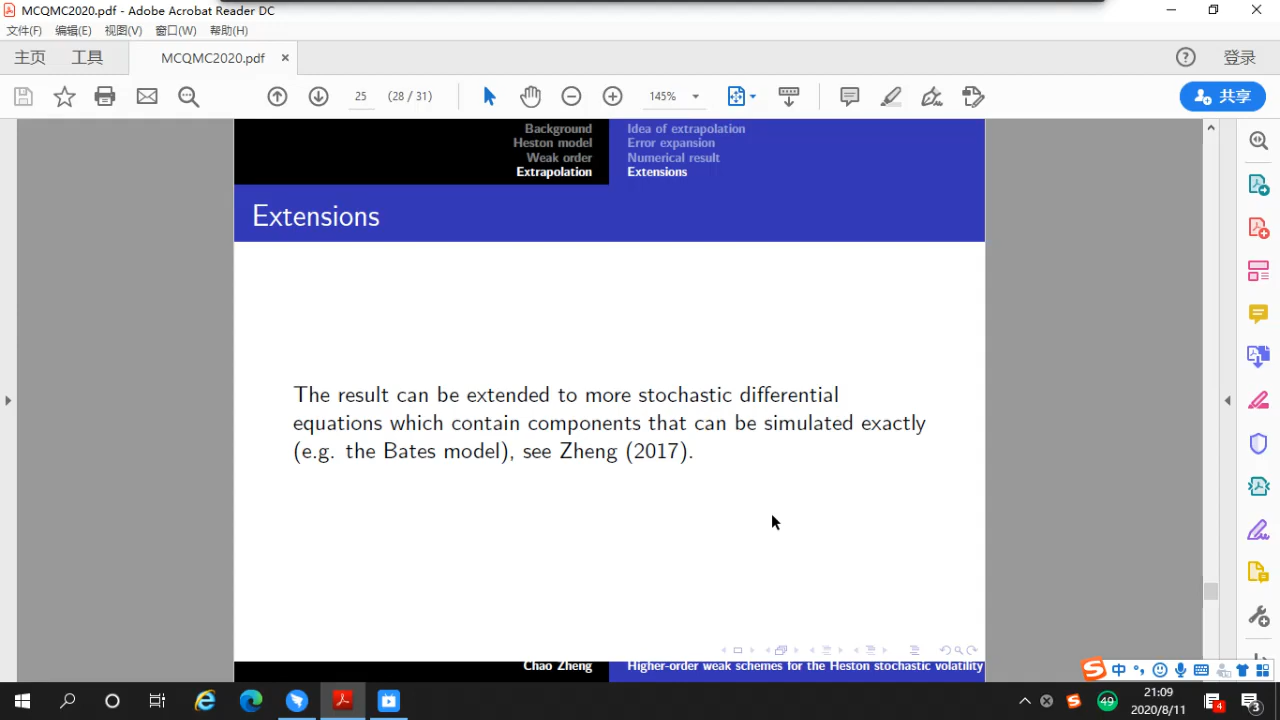 MCQMC2020.pdf - Adobe Acrobat Reader DC
文件(F) 编辑(E) 视图(V) 窗口(W) 帮助(H)
主页 工具 MCQMC2020.pdf × 登录
25 (28 / 31) 145% 共享
Background
Heston model
Weak order
Extrapolation
Idea of extrapolation
Error expansion
Numerical result
Extensions
Extensions
The result can be extended to more stochastic differential
equations which contain components that can be simulated exactly
(e.g. the Bates model), see Zheng (2017).
Chao Zheng Higher-order weak schemes for the Heston stochastic volatility
中
49 21:09
2020/8/11
4 3